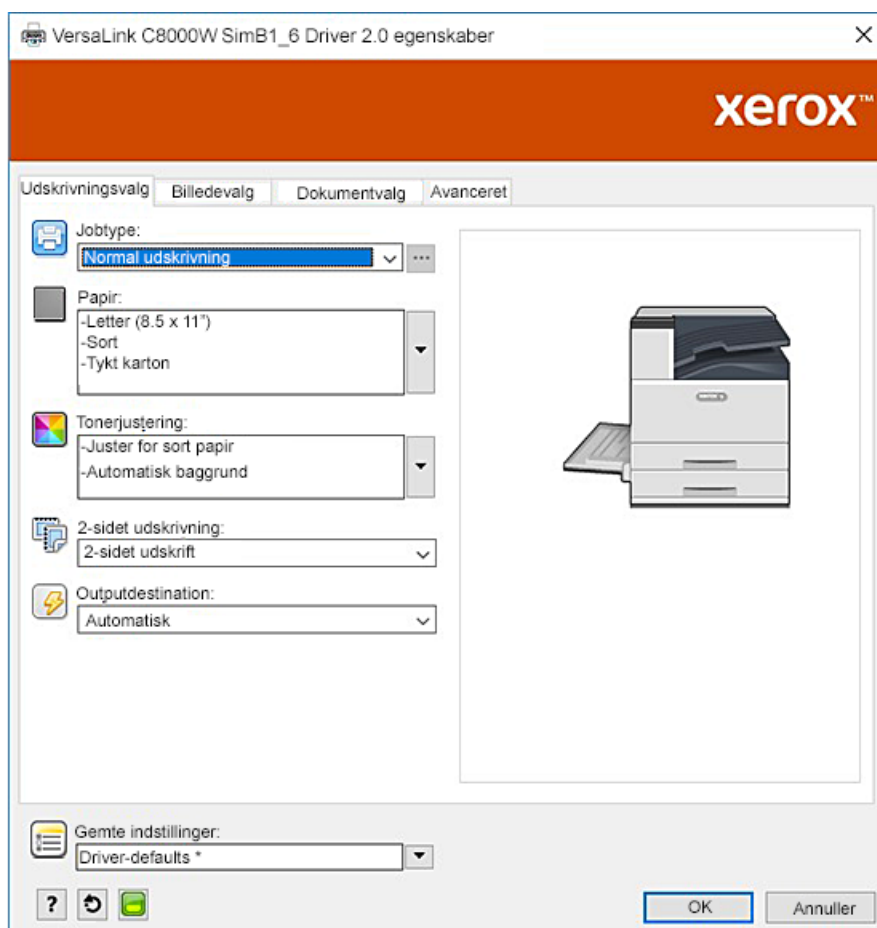 VersaLink C8000W SimB1_6 Driver 2.0 egenskaber
xerox™
Udskrivningsvalg Billedevalg Dokumentvalg Avanceret
Jobtype:
Normal udskrivning
Papir:
-Letter (8.5 x 11")
-Sort
-Tykt karton
Tonerjustering:
-Juster for sort papir
-Automatisk baggrund
2-sidet udskrivning:
2-sidet udskrift
Outputdestination:
Automatisk
Gemte indstillinger:
Driver-defaults *
?
OK Annuller